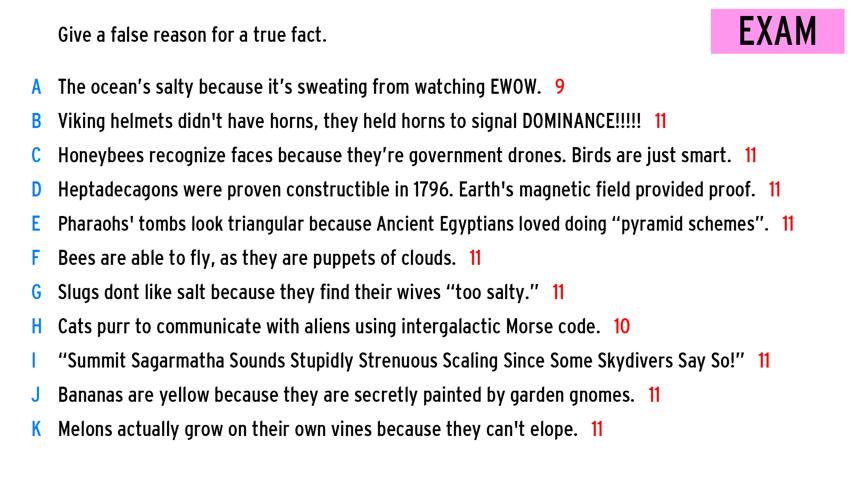 Give a false reason for a true fact.
EXAM
A The ocean’s salty because it’s sweating from watching EWOW. 9
B Viking helmets didn't have horns, they held horns to signal DOMINANCE!!!!! 11
C Honeybees recognize faces because they’re government drones. Birds are just smart. 11
D Heptadecagons were proven constructible in 1796. Earth's magnetic field provided proof. 11
E Pharaohs' tombs look triangular because Ancient Egyptians loved doing “pyramid schemes”. 11
F Bees are able to fly, as they are puppets of clouds. 11
G Slugs dont like salt because they find their wives “too salty.” 11
H Cats purr to communicate with aliens using intergalactic Morse code. 10
I “Summit Sagarmatha Sounds Stupidly Strenuous Scaling Since Some Skydivers Say So!” 11
J Bananas are yellow because they are secretly painted by garden gnomes. 11
K Melons actually grow on their own vines because they can't elope. 11